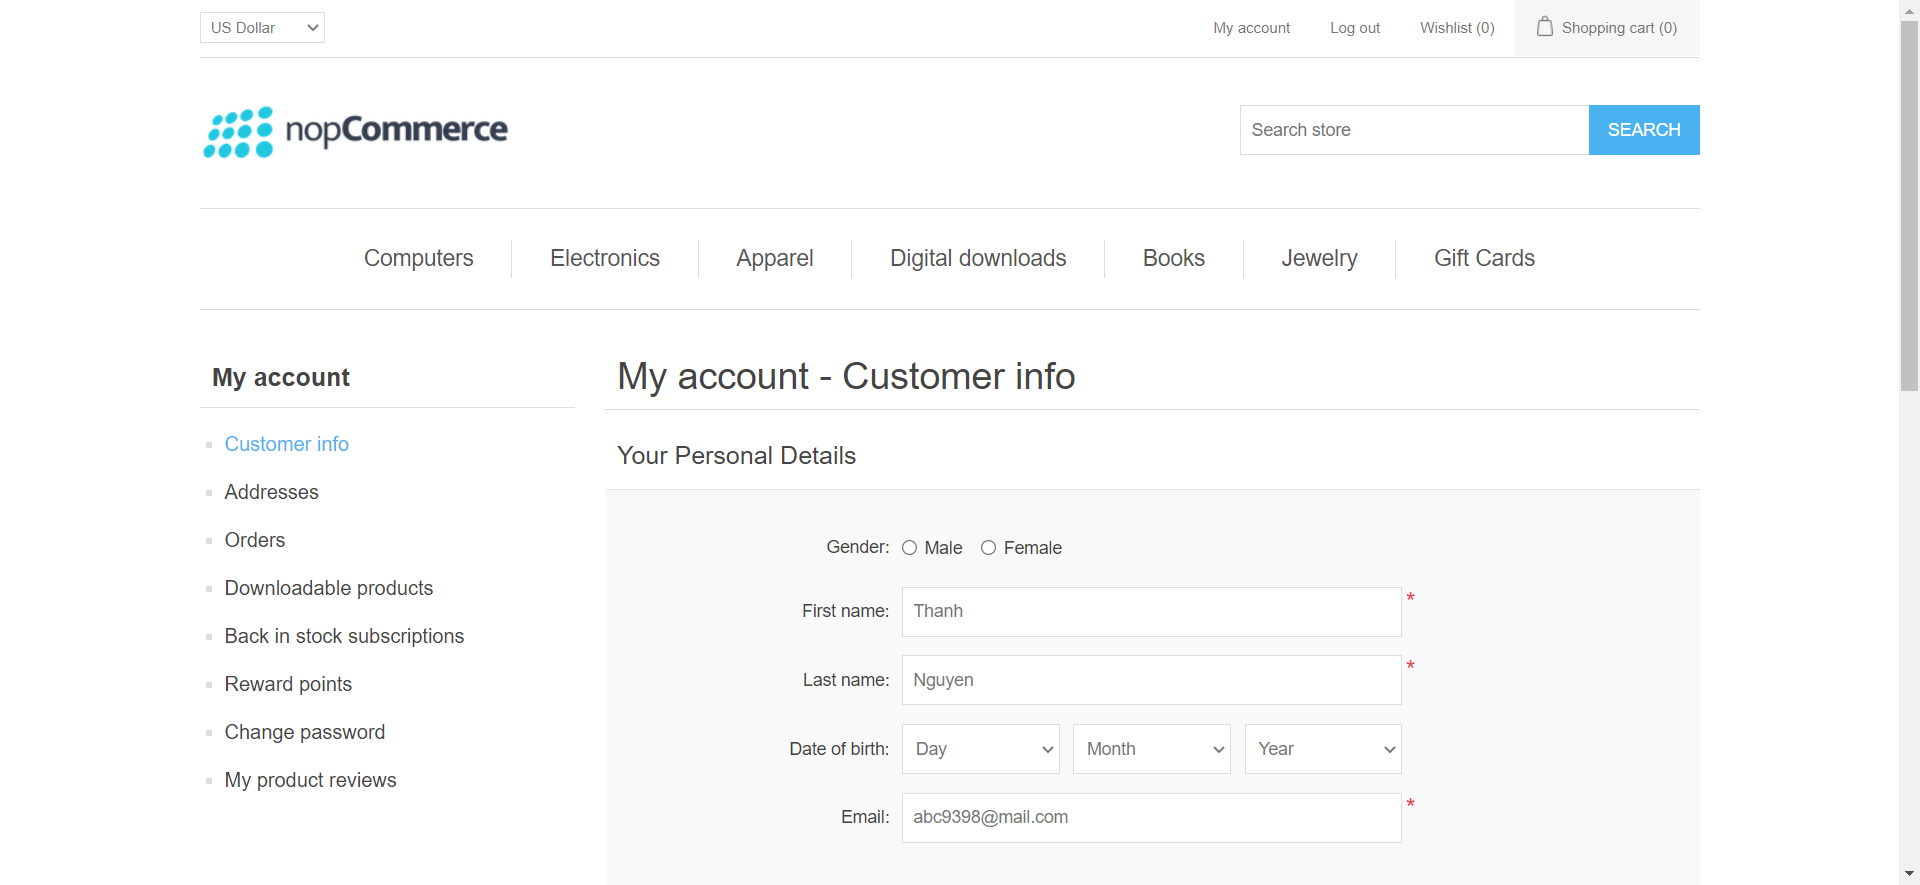 US Dollar
My account
Log out
Wishlist (0)
Shopping cart (0)
nopCommerce
Search store
SEARCH
Computers
Electronics
Apparel
Digital downloads
Books
Jewelry
Gift Cards
My account
Customer info
Addresses
Orders
Downloadable products
Back in stock subscriptions
Reward points
Change password
My product reviews
My account - Customer info
Your Personal Details
Gender: Male Female
First name: Thanh *
Last name: Nguyen *
Date of birth: Day Month Year
Email: abc9398@mail.com *